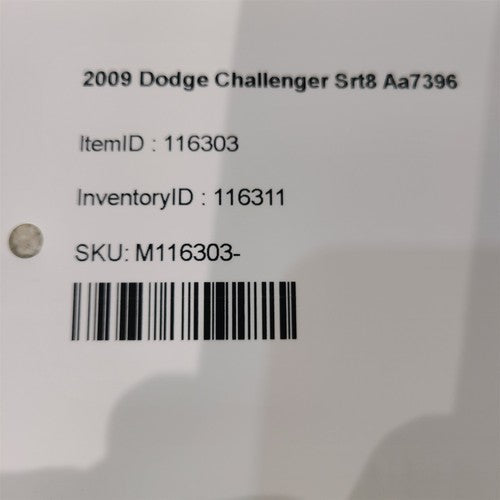 2009 Dodge Challenger Srt8 Aa7396
ItemID : 116303
InventoryID : 116311
SKU: M116303-